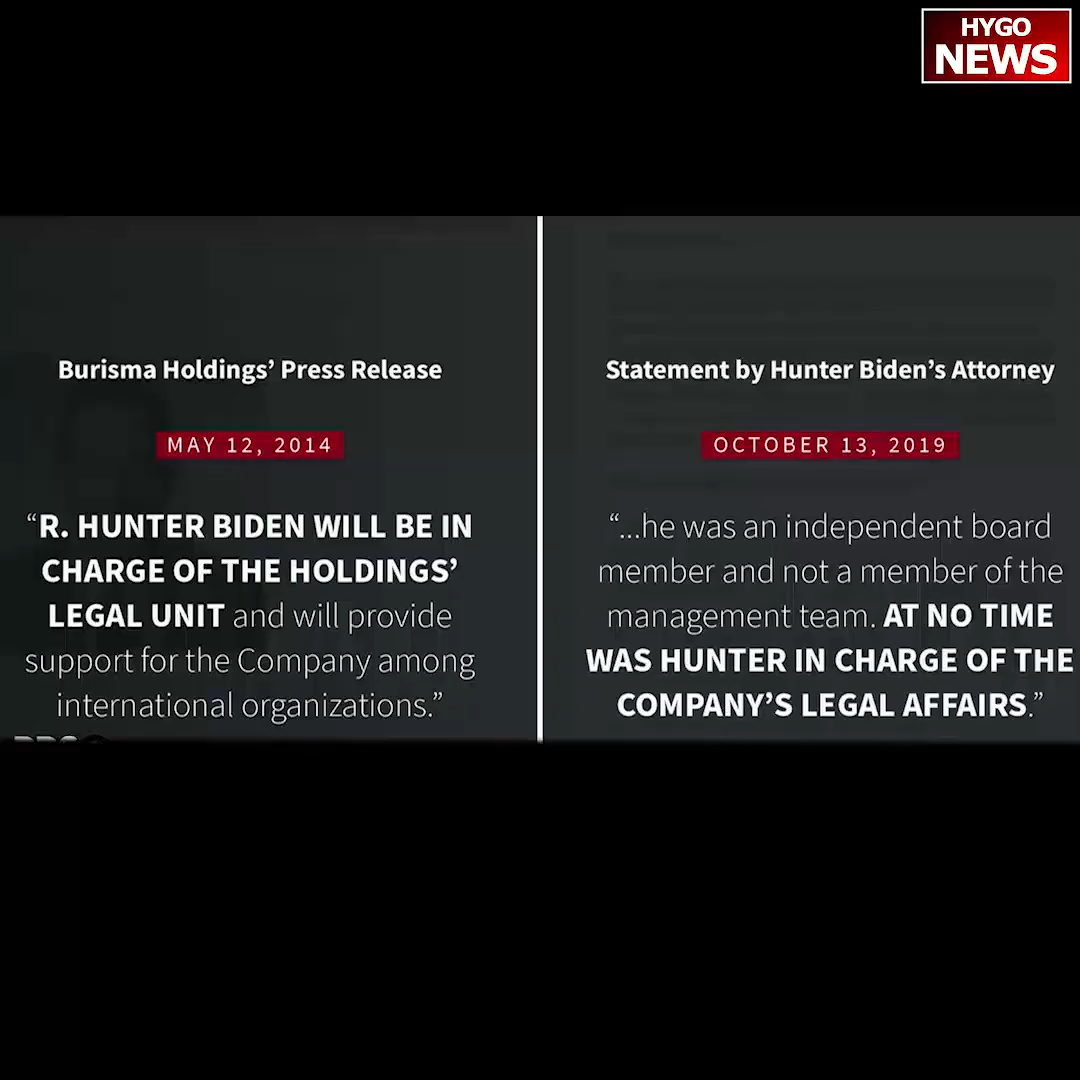 HYGO
NEWS
Burisma Holdings’ Press Release
MAY 12, 2014
“R. HUNTER BIDEN WILL BE IN
CHARGE OF THE HOLDINGS’
LEGAL UNIT and will provide
support for the Company among
international organizations.”
Statement by Hunter Biden’s Attorney
OCTOBER 13, 2019
“...he was an independent board
member and not a member of the
management team. AT NO TIME
WAS HUNTER IN CHARGE OF THE
COMPANY’S LEGAL AFFAIRS.”